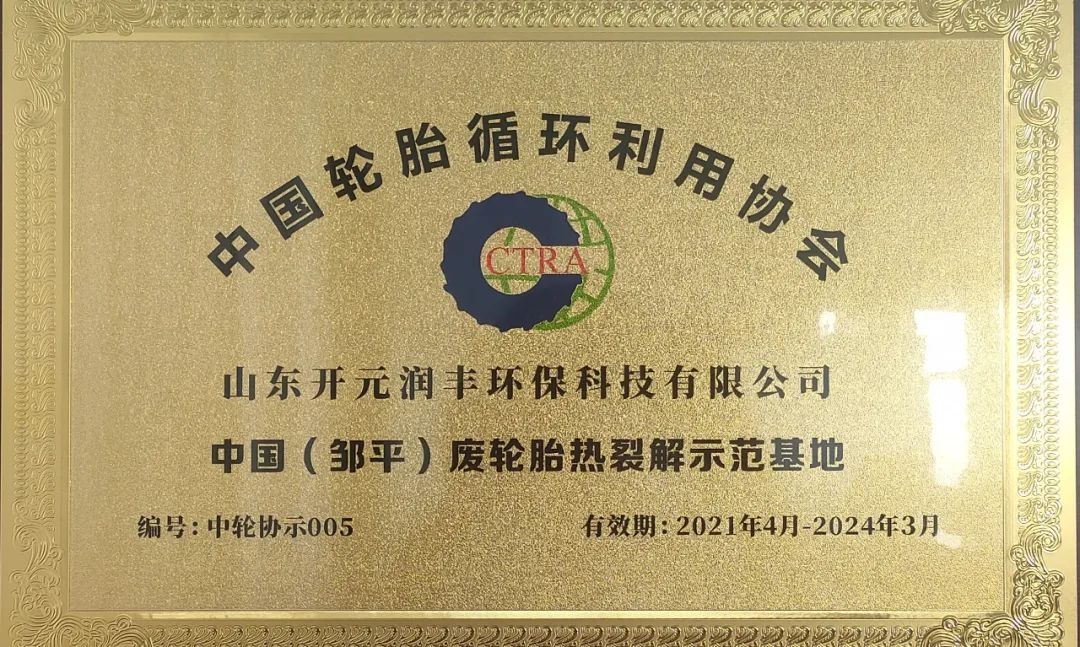 中国轮胎循环利用协会
CTRA
山东开元润丰环保科技有限公司
中国（邹平）废轮胎热裂解示范基地
编号：中轮协示005
有效期：2021年4月-2024年3月